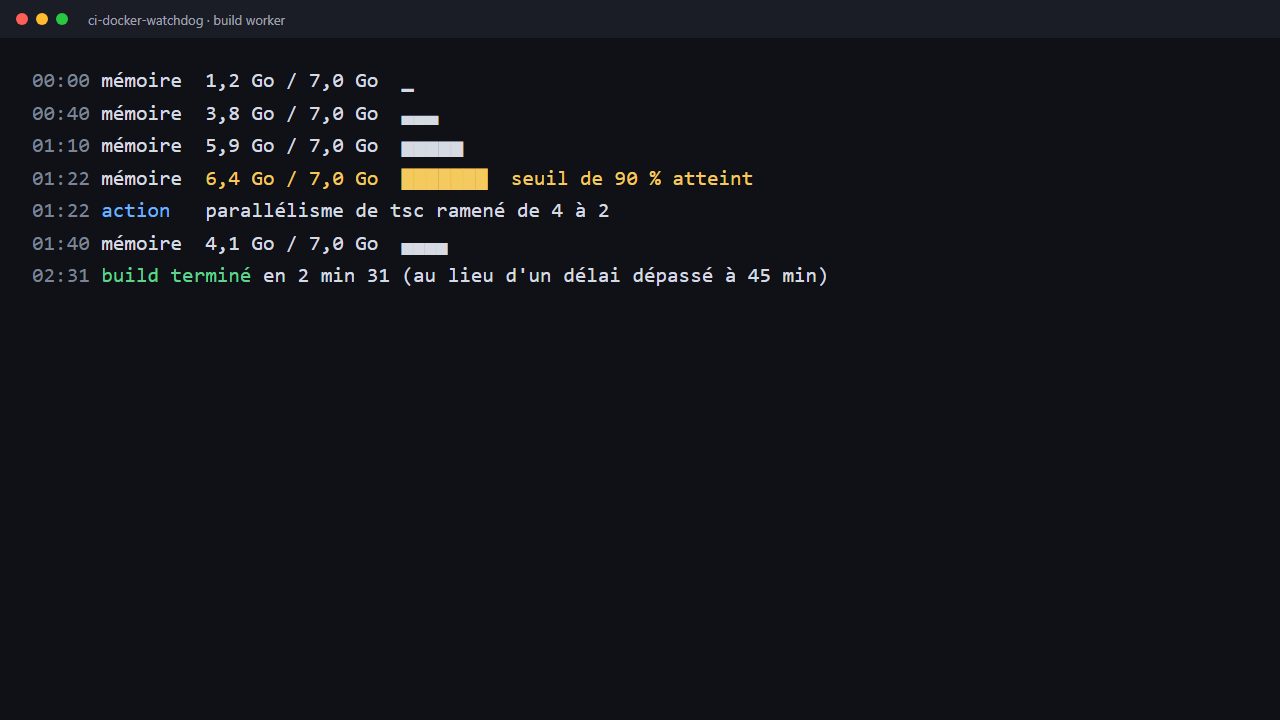 ci-docker-watchdog · build worker
00:00 mémoire 1,2 Go / 7,0 Go
00:40 mémoire 3,8 Go / 7,0 Go
01:10 mémoire 5,9 Go / 7,0 Go
01:22 mémoire 6,4 Go / 7,0 Go seuil de 90 % atteint
01:22 action parallélisme de tsc ramené de 4 à 2
01:40 mémoire 4,1 Go / 7,0 Go
02:31 build terminé en 2 min 31 (au lieu d'un délai dépassé à 45 min)